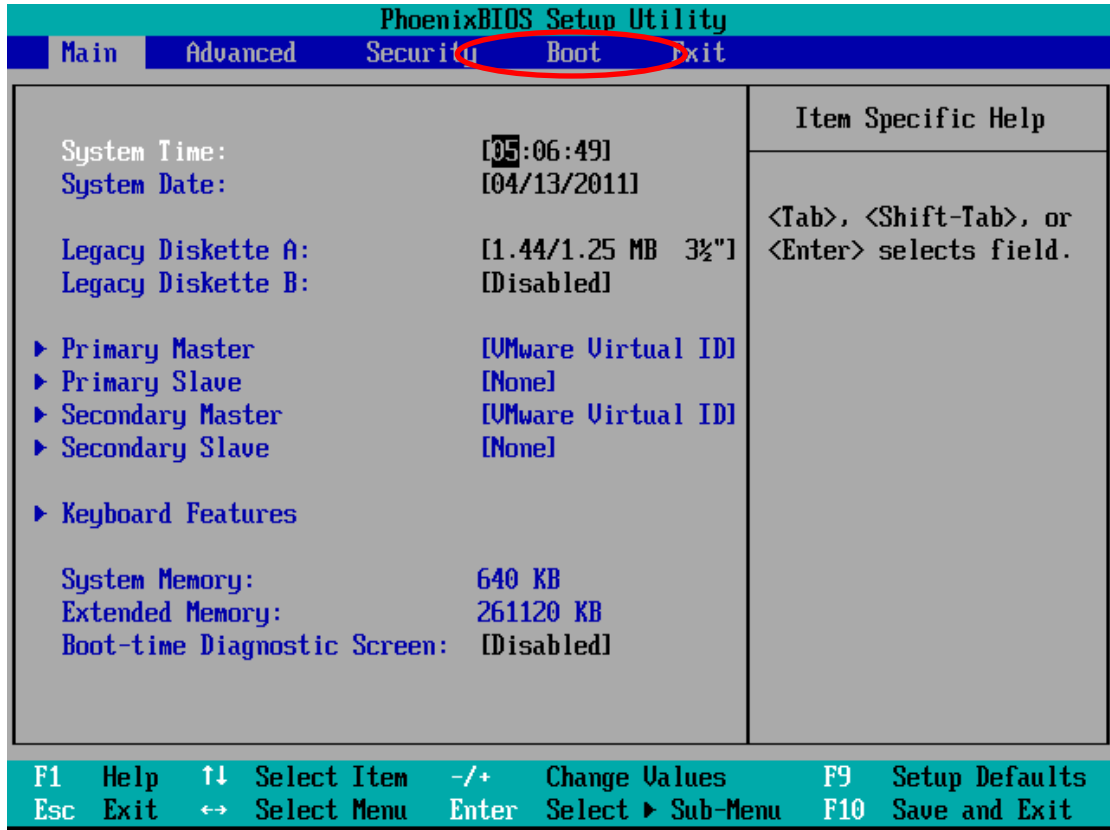 PhoenixBIOS Setup Utility
Main Advanced Security Boot Exit
Item Specific Help
System Time: [05:06:49]
System Date: [04/13/2011]
<Tab>, <Shift-Tab>, or
<Enter> selects field.
Legacy Diskette A: [1.44/1.25 MB 3½"]
Legacy Diskette B: [Disabled]
Primary Master [VMware Virtual ID]
Primary Slave [None]
Secondary Master [VMware Virtual ID]
Secondary Slave [None]
Keyboard Features
System Memory: 640 KB
Extended Memory: 261120 KB
Boot-time Diagnostic Screen: [Disabled]
F1 Help ↑↓ Select Item -/+ Change Values F9 Setup Defaults
Esc Exit ↔ Select Menu Enter Select ▶ Sub-Menu F10 Save and Exit